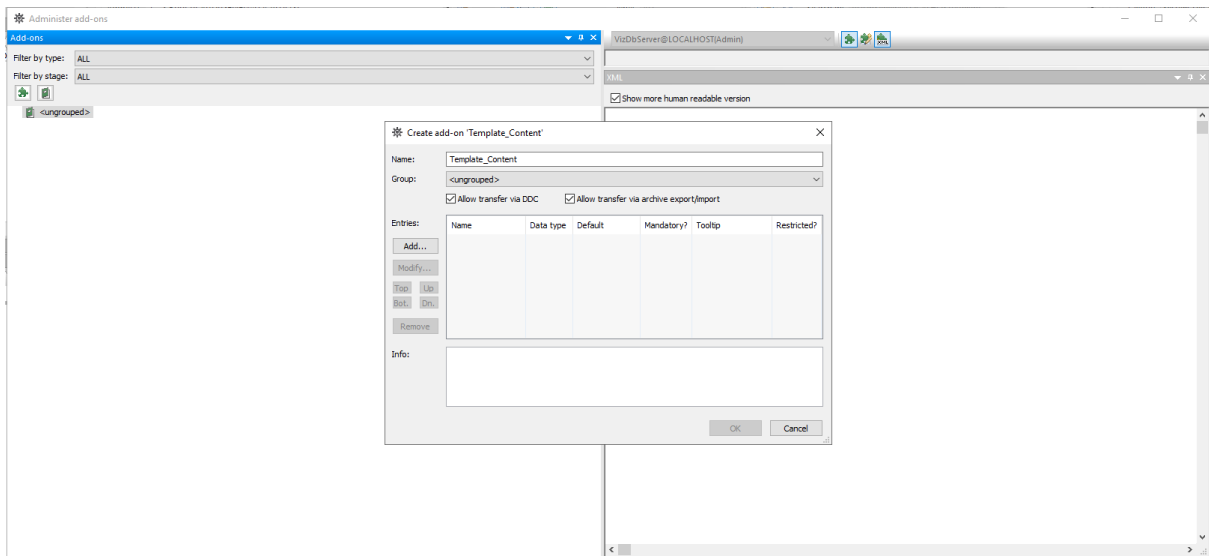 Administer add-ons
Add-ons
VizDbServer@LOCALHOST(Admin)
XML
Filter by type: ALL
Filter by stage: ALL
<ungrouped>
XML
Show more human readable version
Create add-on 'Template_Content'
Name: Template_Content
Group: <ungrouped>
Allow transfer via DDC Allow transfer via archive export/import
Entries: Name Data type Default Mandatory? Tooltip Restricted?
Add...
Modify...
Top Up
Bot. Dn.
Remove
Info:
OK Cancel